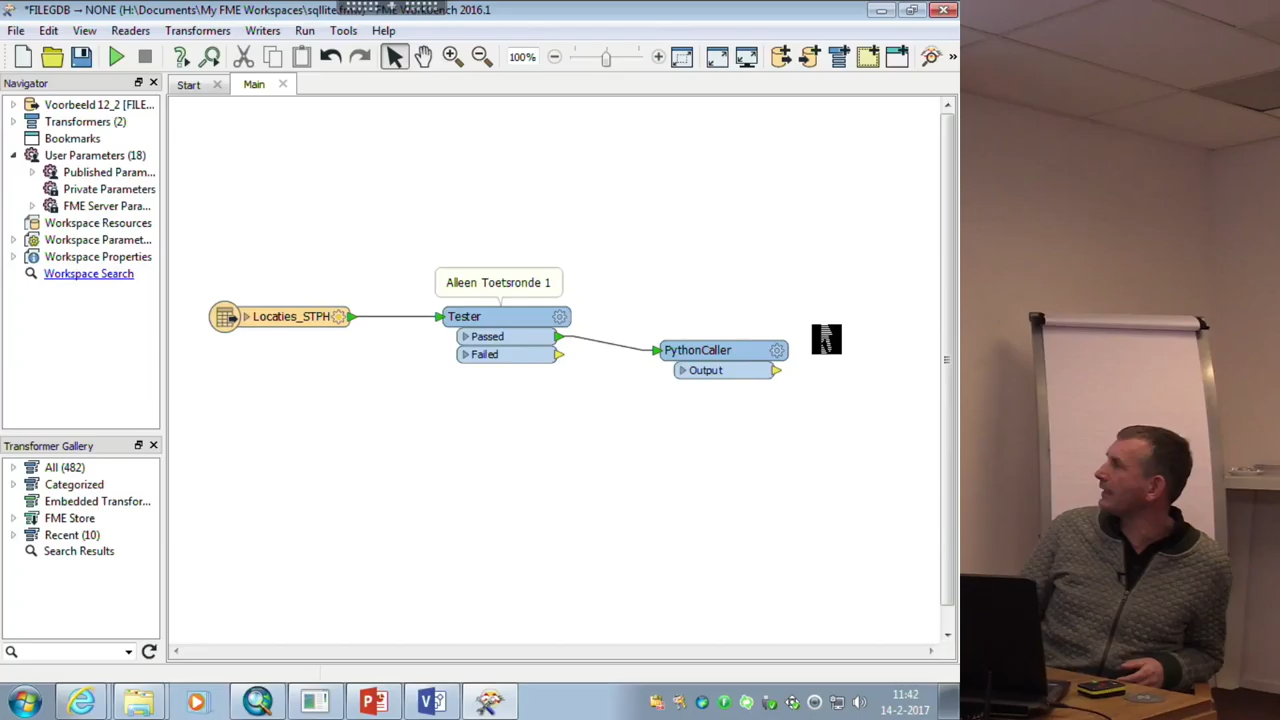 *FILEGDB → NONE (H:\Documents\My FME Workspaces\sqllite.fmw) - FME Workbench 2016.1
File Edit View Readers Transformers Writers Run Tools Help
100%
»
Navigator
Start
Main
Voorbeeld 12_2 [FILE...
Transformers (2)
Bookmarks
User Parameters (18)
Published Param...
Private Parameters
FME Server Para...
Workspace Resources
Workspace Paramet...
Workspace Properties
Workspace Search
Alleen Toetsronde 1
Locaties_STPH
Tester
Passed
Failed
PythonCaller
Output
Transformer Gallery
All (482)
Categorized
Embedded Transfor...
FME Store
Recent (10)
Search Results
11:42
14-2-2017